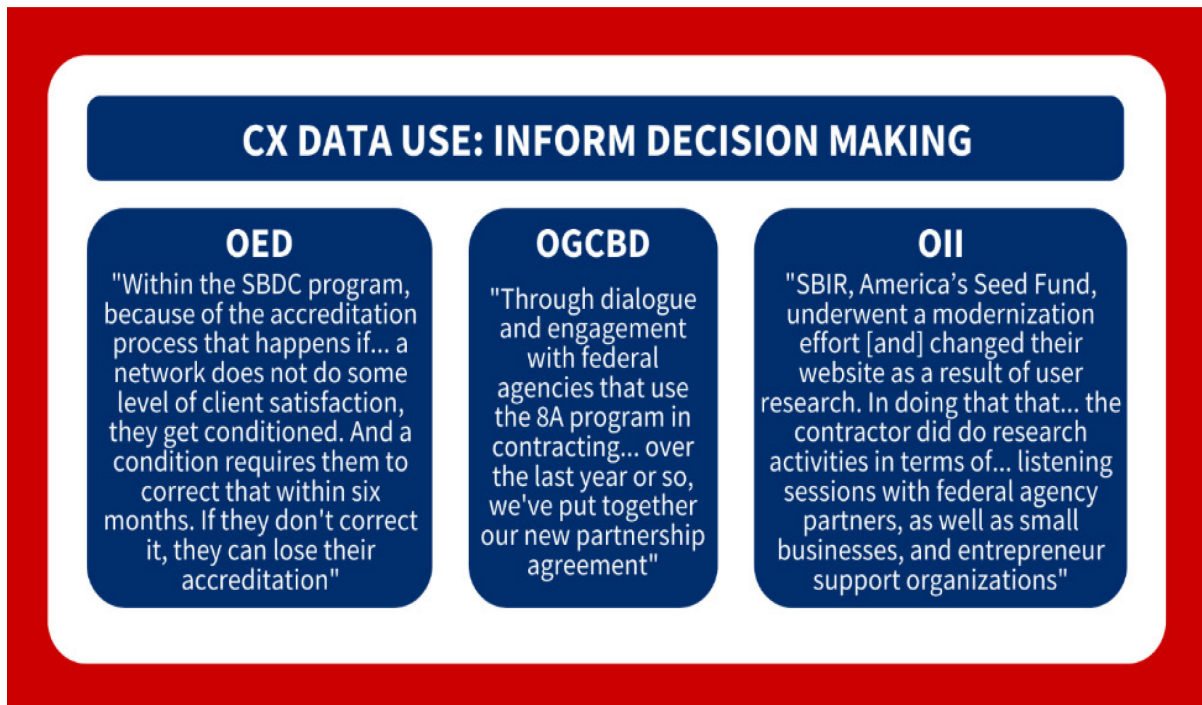 CX DATA USE: INFORM DECISION MAKING
OED
"Within the SBDC program,
because of the accreditation
process that happens if... a
network does not do some
level of client satisfaction,
they get conditioned. And a
condition requires them to
correct that within six
months. If they don't correct
it, they can lose their
accreditation"
OGCBD
"Through dialogue
and engagement
with federal
agencies that use
the 8A program in
contracting... over
the last year or so,
we've put together
our new partnership
agreement"
OII
"SBIR, America’s Seed Fund,
underwent a modernization
effort [and] changed their
website as a result of user
research. In doing that that... the
contractor did do research
activities in terms of... listening
sessions with federal agency
partners, as well as small
businesses, and entrepreneur
support organizations"